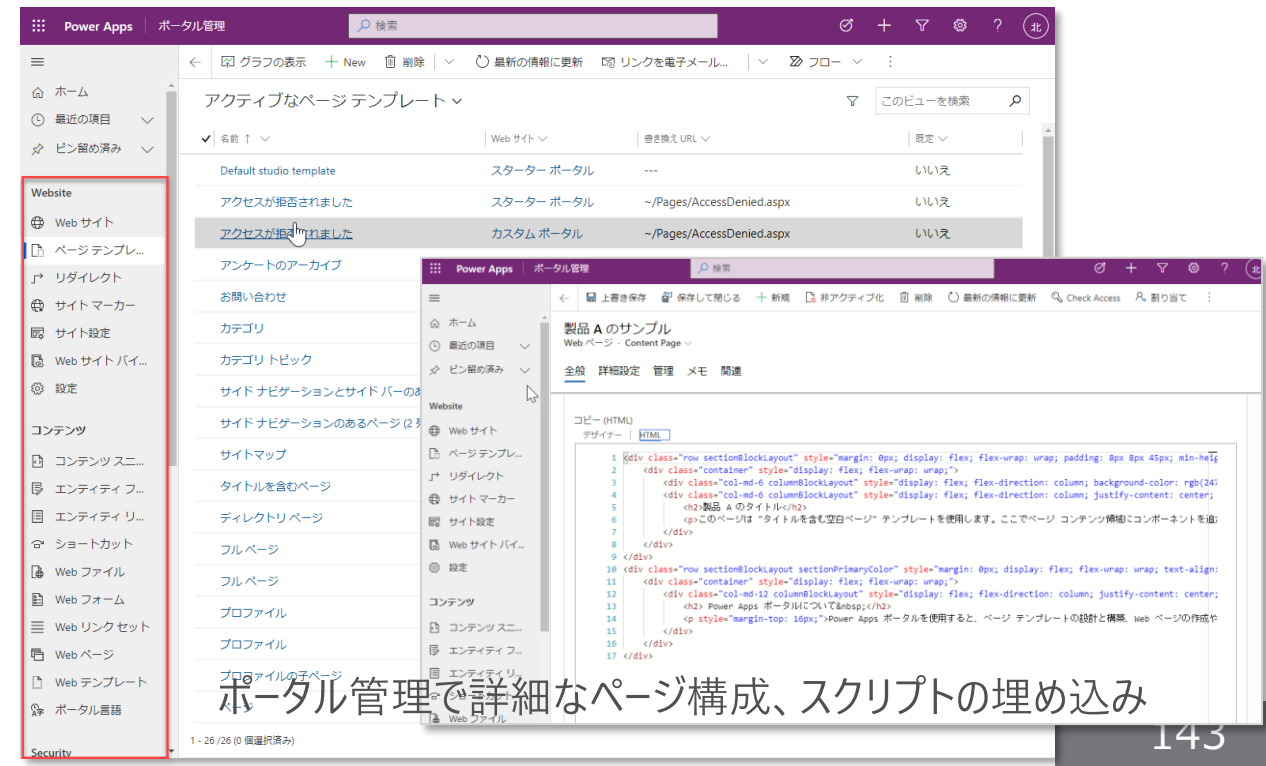 Power Apps ポータル管理 検索 北
グラフの表示 New 削除 最新の情報に更新 リンクを電子メール... フロー
ホーム
最近の項目
ピン留め済み
Website
Web サイト
ページ テンプレ...
リダイレクト
サイト マーカー
サイト設定
Web サイト バイ...
設定
コンテンツ
コンテンツ スニ...
エンティティ フ...
エンティティ リ...
ショートカット
Web ファイル
Web フォーム
Web リンク セット
Web ページ
Web テンプレート
ポータル言語
Security
アクティブなページ テンプレート このビューを検索
名前 ↑ Web サイト 書き換え URL 既定
Default studio template スターター ポータル --- いいえ
アクセスが拒否されました スターター ポータル ~/Pages/AccessDenied.aspx いいえ
アクセスが拒否されました カスタム ポータル ~/Pages/AccessDenied.aspx いいえ
アンケートのアーカイブ
お問い合わせ
カテゴリ
カテゴリ トピック
サイド ナビゲーションとサイド バーのあ
サイド ナビゲーションのあるページ (2 列
サイトマップ
タイトルを含むページ
ディレクトリ ページ
フル ページ
フル ページ
プロファイル
プロファイル
プロファイルの子ページ
ページ
1 - 26 /26 (0 個選択済み)
Power Apps ポータル管理 検索 北
上書き保存 保存して閉じる 新規 非アクティブ化 削除 最新の情報に更新 Check Access 割り当て
ホーム
最近の項目
ピン留め済み
Website
Web サイト
ページ テンプレ...
リダイレクト
サイト マーカー
サイト設定
Web サイト バイ...
設定
コンテンツ
コンテンツ スニ...
エンティティ フ...
エンティティ リ...
ショートカット
Web ファイル
製品 A のサンプル
Web ページ · Content Page
全般 詳細設定 管理 メモ 関連
コピー (HTML)
デザイナー HTML
1 <div class="row sectionBlockLayout" style="margin: 0px; display: flex; flex-wrap: wrap; padding: 8px 8px 45px; min-heig
2 <div class="container" style="display: flex; flex-wrap: wrap;">
3 <div class="col-md-6 columnBlockLayout" style="display: flex; flex-direction: column; background-color: rgb(247
4 <div class="col-md-6 columnBlockLayout" style="display: flex; flex-direction: column; justify-content: center;
5 <h2>製品 A のタイトル</h2>
6 <p>このページは "タイトルを含む空白ページ" テンプレートを使用します。ここでページ コンテンツ領域にコンポーネントを追
7 </div>
8 </div>
9 </div>
10 <div class="row sectionBlockLayout sectionPrimaryColor" style="margin: 0px; display: flex; flex-wrap: wrap; text-align:
11 <div class="container" style="display: flex; flex-wrap: wrap;">
12 <div class="col-md-12 columnBlockLayout" style="display: flex; flex-direction: column; justify-content: center;
13 <h2> Power Apps ポータルについて&nbsp;</h2>
14 <p style="margin-top: 16px;">Power Apps ポータルを使用すると、ページ テンプレートの設計と構築、Web ページの作成や
15 </div>
16 </div>
17 </div>
ポータル管理で詳細なページ構成、スクリプトの埋め込み
143